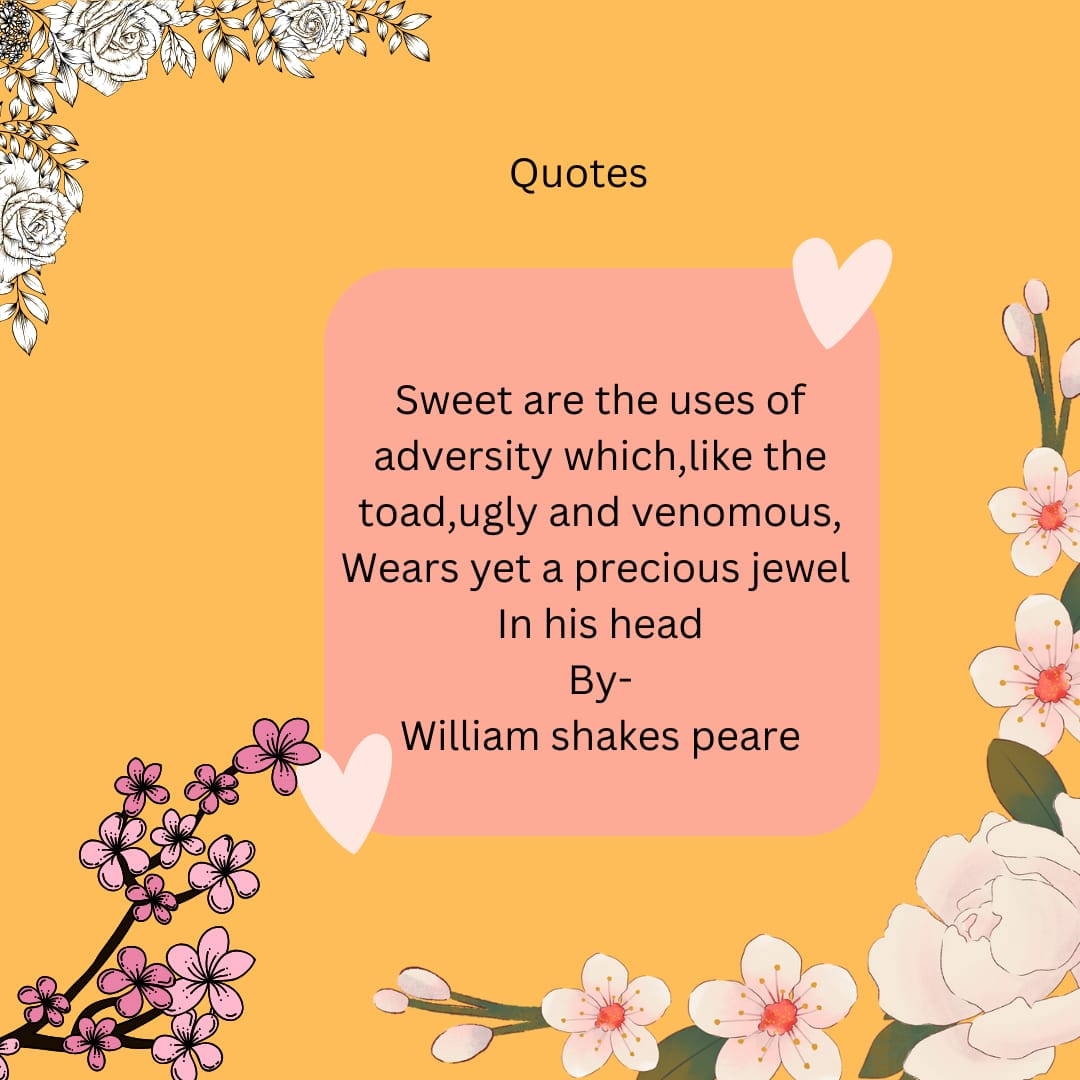 Quotes
Sweet are the uses of
adversity which,like the
toad,ugly and venomous,
Wears yet a precious jewel
In his head
By-
William shakes peare